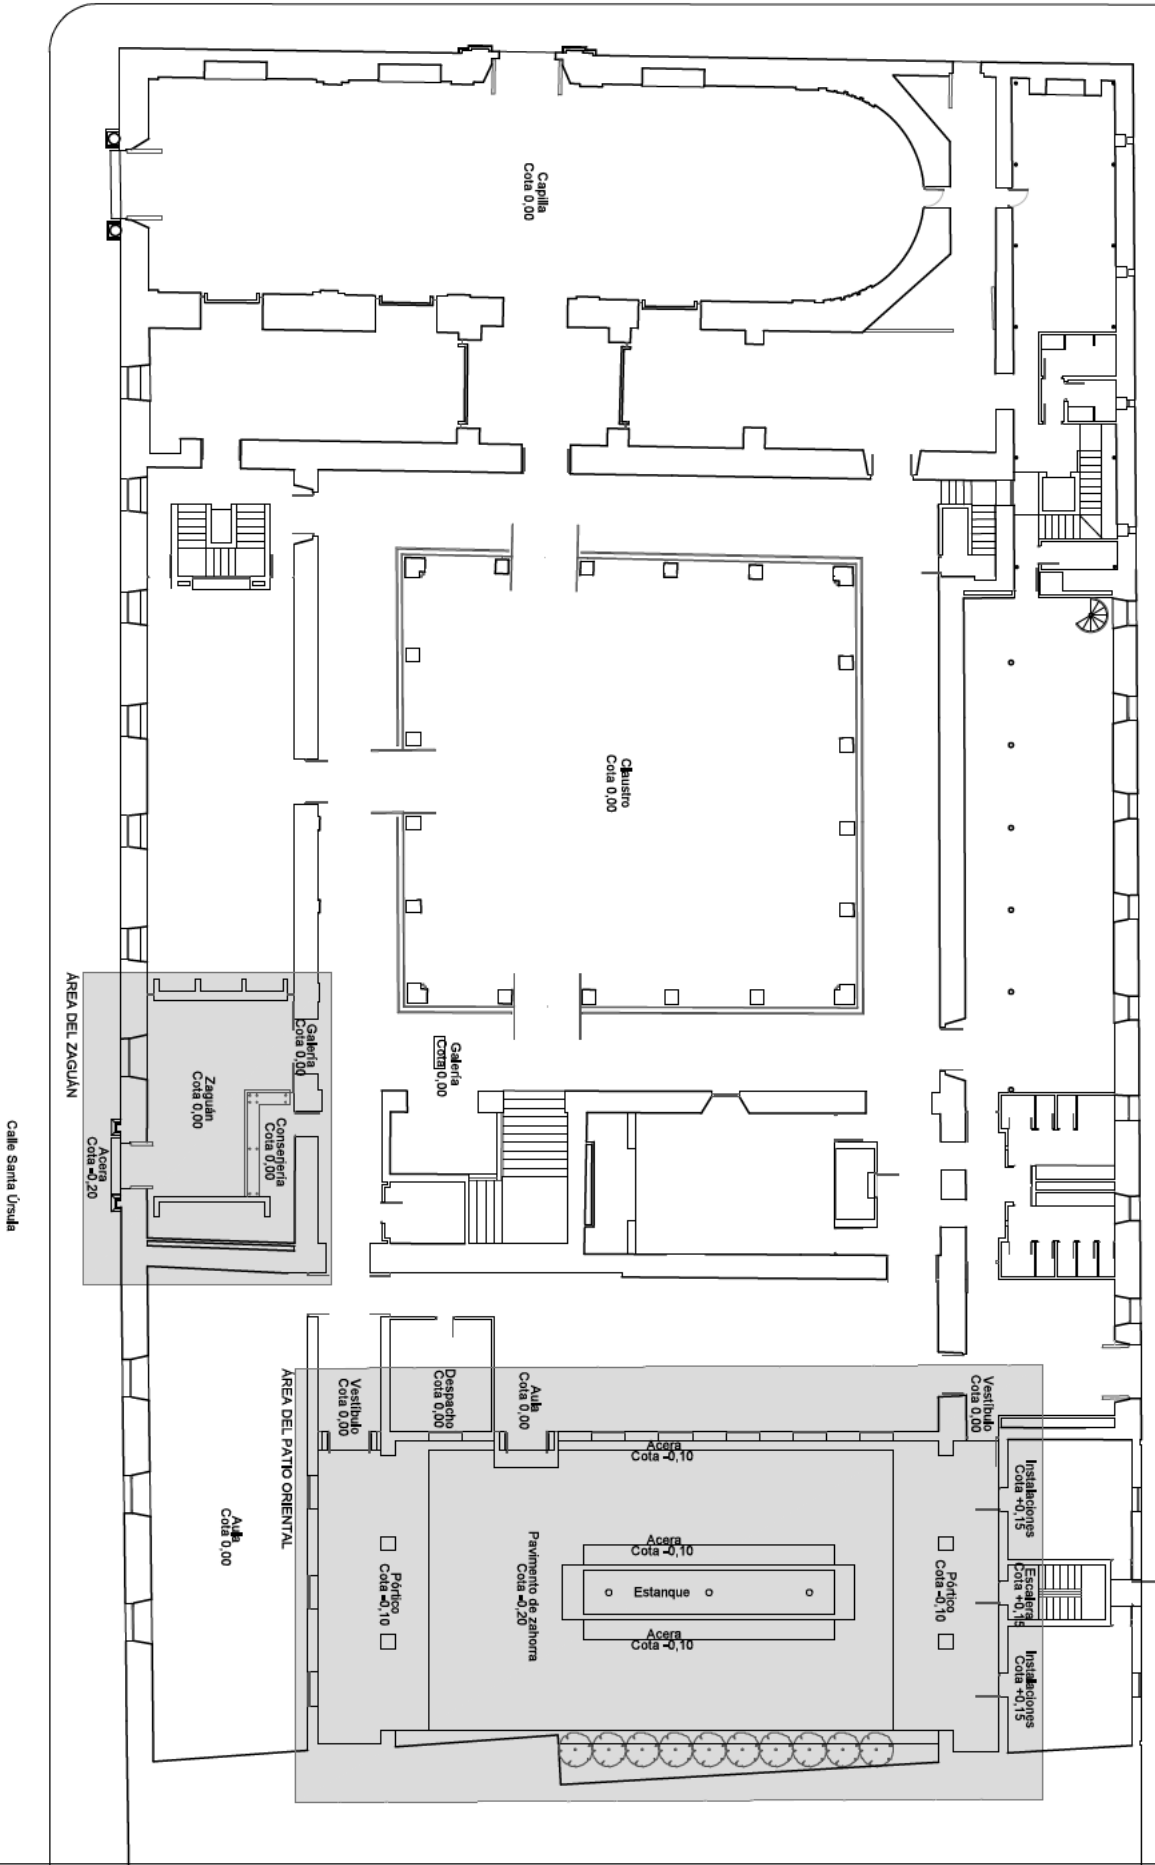 Capilla
Cota 0,00
Claustro
Cota 0,00
ÁREA DEL ZAGUÁN
Galería
Cota 0,00
Galería
Cota 0,00
Zaguán
Cota 0,00
Conserjería
Cota 0,00
Acera
Cota -0,20
Calle Santa Úrsula
ÁREA DEL PATIO ORIENTAL
Vestíbulo
Cota 0,00
Despacho
Cota 0,00
Aula
Cota 0,00
Vestíbulo
Cota 0,00
Acera
Cota -0,10
Instalaciones
Cota +0,15
Aula
Cota 0,00
Pórtico
Cota -0,10
Pavimento de zahorra
Cota -0,20
Acera
Cota -0,10
Estanque
Acera
Cota -0,10
Pórtico
Cota -0,10
Escalera
Cota +0,15
Instalaciones
Cota +0,15